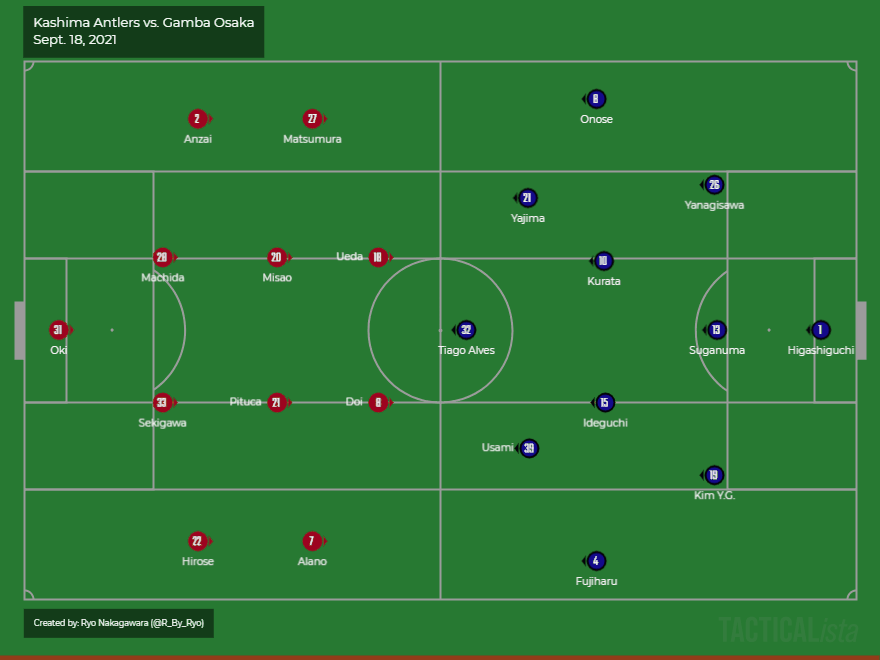 Kashima Antlers vs. Gamba Osaka
Sept. 18, 2021
2
Anzai
27
Matsumura
Onose
26
Yanagisawa
21
Yajima
28
Machida
20
Misao
Ueda 18
10
Kurata
31
Oki
32
Tiago Alves
13
Suganuma
1
Higashiguchi
33
Sekigawa
Pituca 21
Doi 8
15
Ideguchi
Usami 39
19
Kim Y.G.
22
Hirose
7
Alano
4
Fujiharu
Created by: Ryo Nakagawara (@R_By_Ryo)
TACTICALista